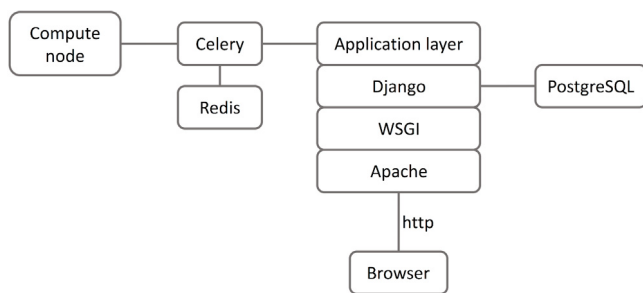 Compute
node
Celery
Application layer
Redis
Django
PostgreSQL
WSGI
Apache
http
Browser